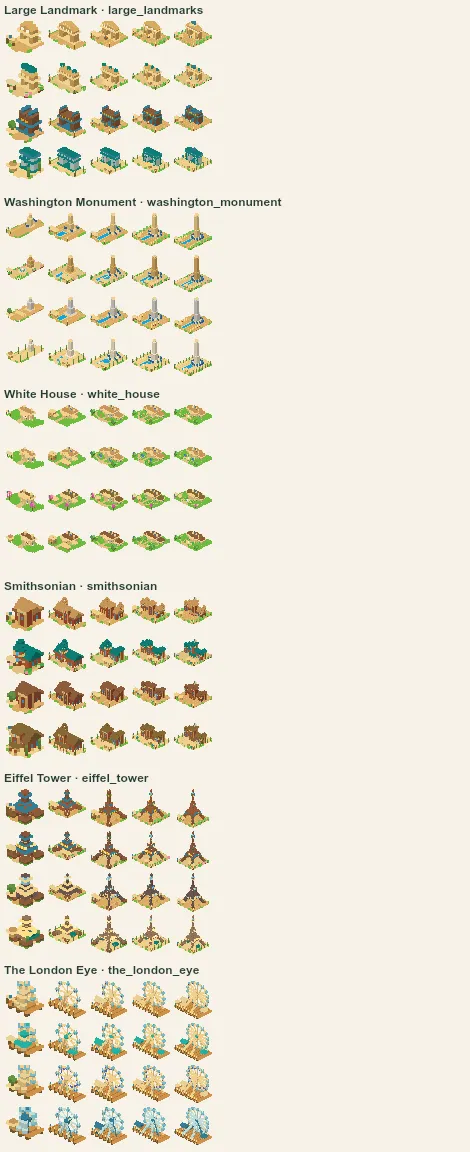 Large Landmark · large_landmarks
Washington Monument · washington_monument
White House · white_house
Smithsonian · smithsonian
Eiffel Tower · eiffel_tower
The London Eye · the_london_eye